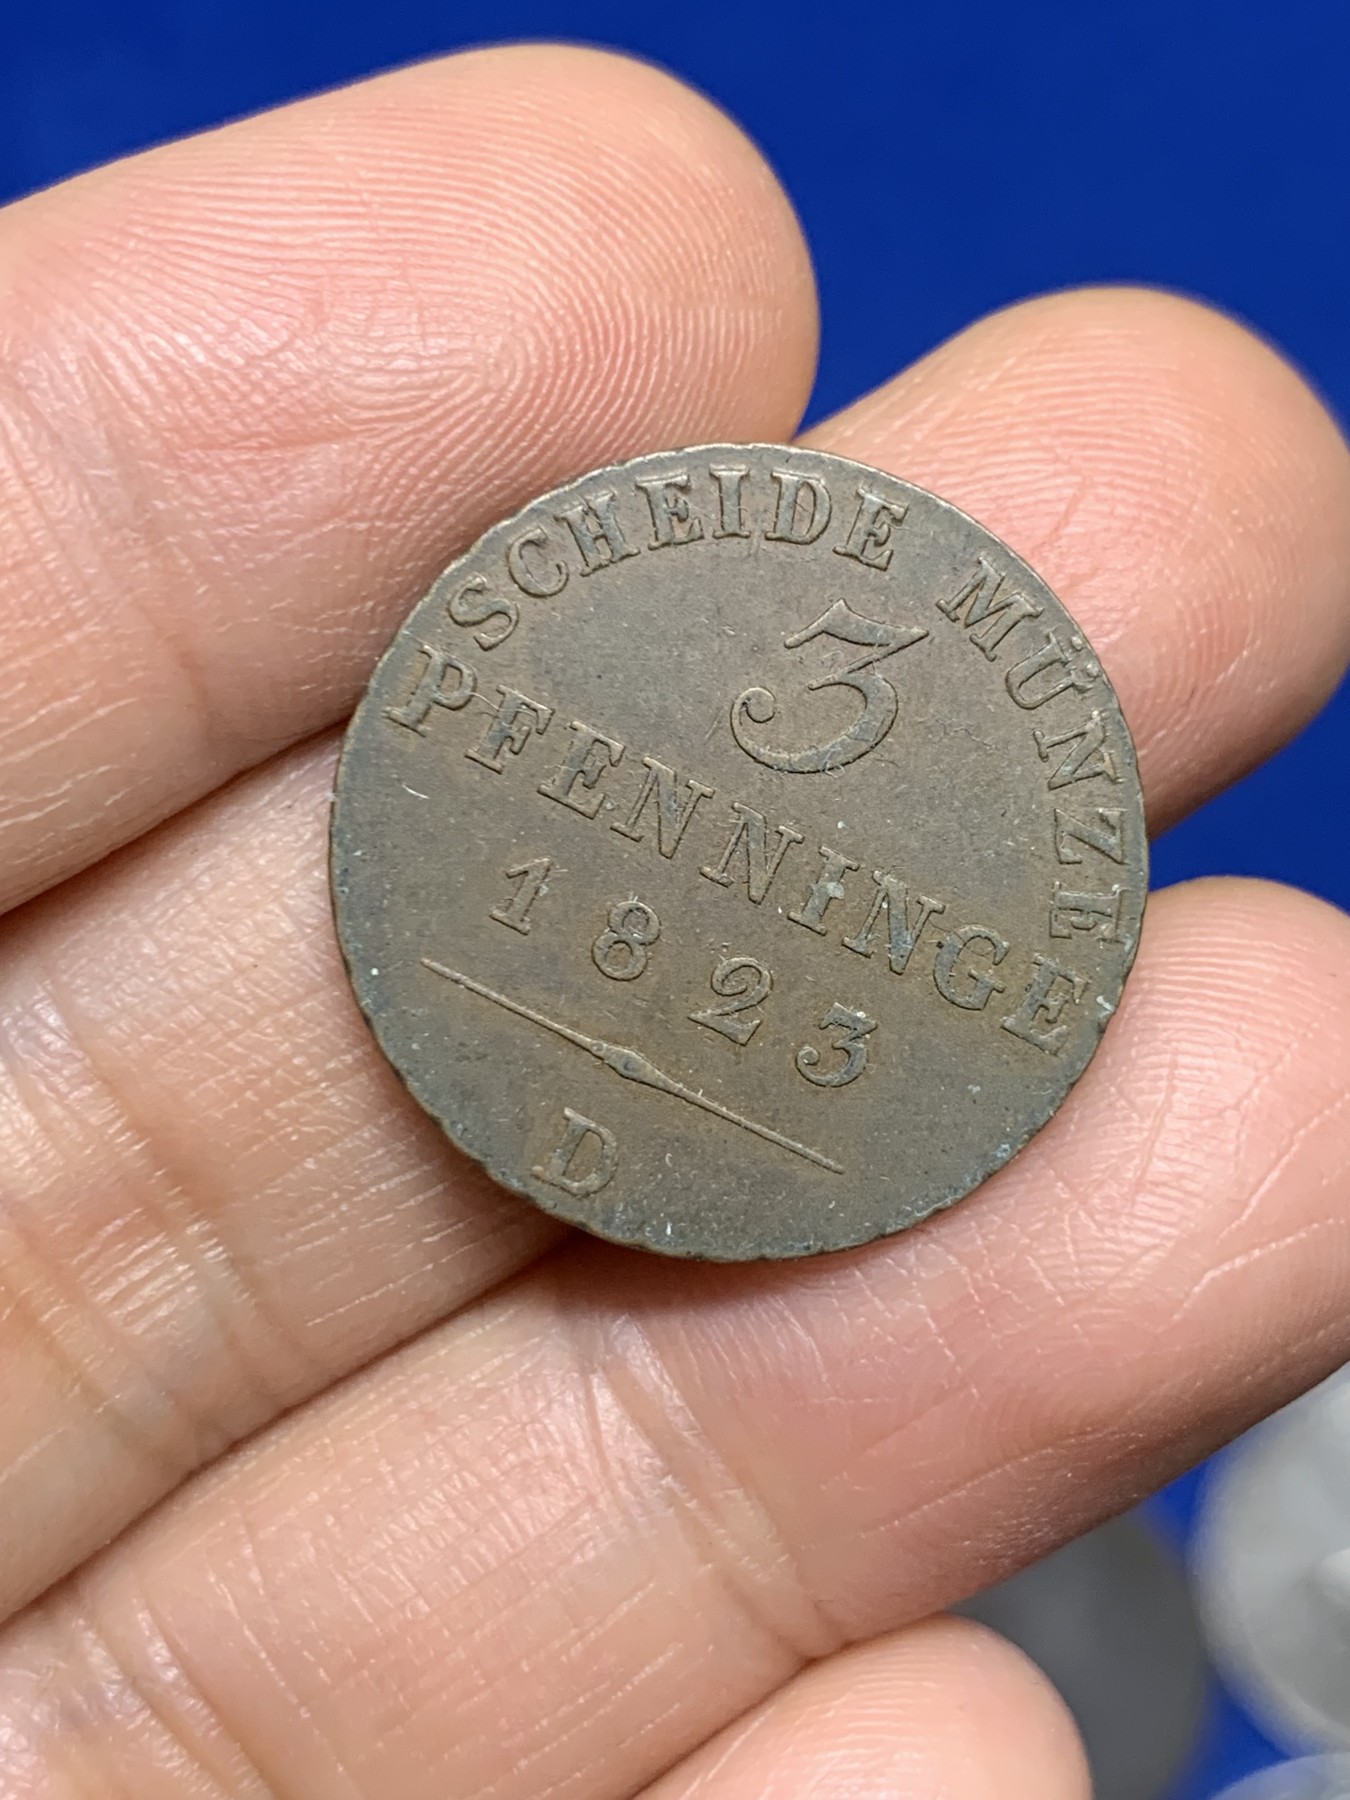 SCHEIDE MÜNZE
3
PFENNINGE
1823
D